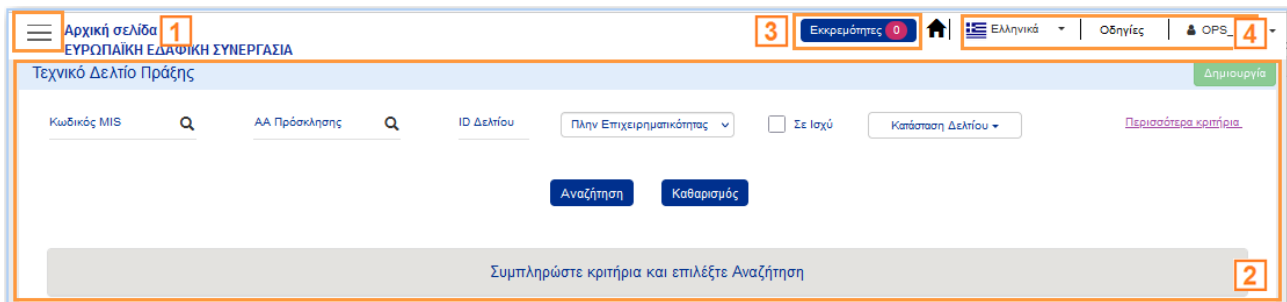 Αρχική σελίδα 1 3 Εκκρεμότητες 0 Ελληνικά Οδηγίες OPS_ 4
ΕΥΡΩΠΑΪΚΗ ΕΔΑΦΙΚΗ ΣΥΝΕΡΓΑΣΙΑ
Τεχνικό Δελτίο Πράξης Δημιουργία
Κωδικός MIS ΑΑ Πρόσκλησης ID Δελτίου Πλην Επιχειρηματικότητας Σε Ισχύ Κατάσταση Δελτίου Περισσότερα κριτήρια
Αναζήτηση Καθαρισμός
Συμπληρώστε κριτήρια και επιλέξτε Αναζήτηση 2